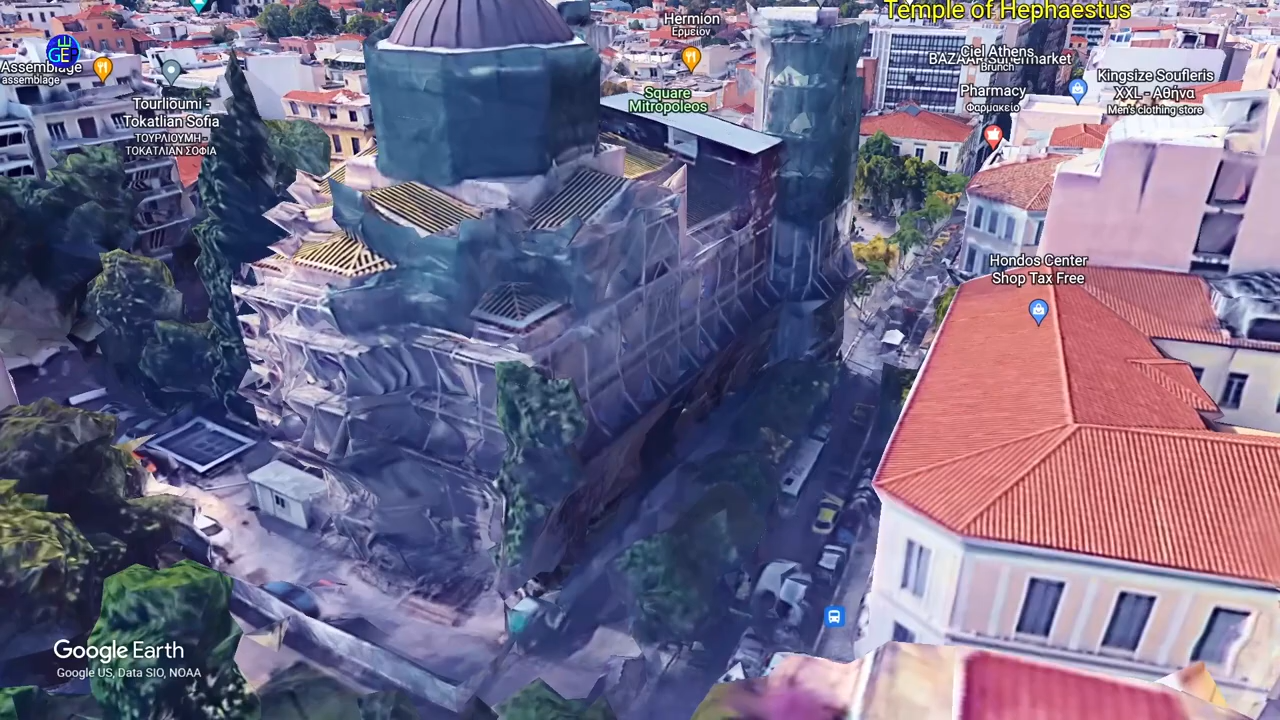 Temple of Hephaestus
Hermion
Ερμείον
GEP
Assemblage
assemblage
Ciel Athens
Brunch
BAZAAR Supermarket
Kingsize Soufleris
XXL - Αθήνα
Men's clothing store
Tourlioumi -
Tokatlian Sofia
ΤΟΥΡΛΙΟΥΜΗ -
ΤΟΚΑΤΛΙΑΝ ΣΟΦΙΑ
Square
Mitropoleos
Pharmacy
Φαρμακείο
Hondos Center
Shop Tax Free
Google Earth
Google US, Data SIO, NOAA